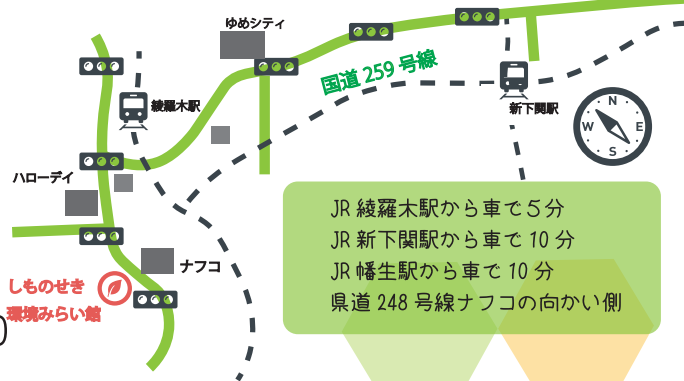 ゆめシティ
国道 259 号線
綾羅木駅
新下関駅
N
W
E
S
ハローデイ
ナフコ
しものせき
環境みらい館
JR 綾羅木駅から車で5分
JR 新下関駅から車で 10 分
JR 幡生駅から車で 10 分
県道 248 号線ナフコの向かい側